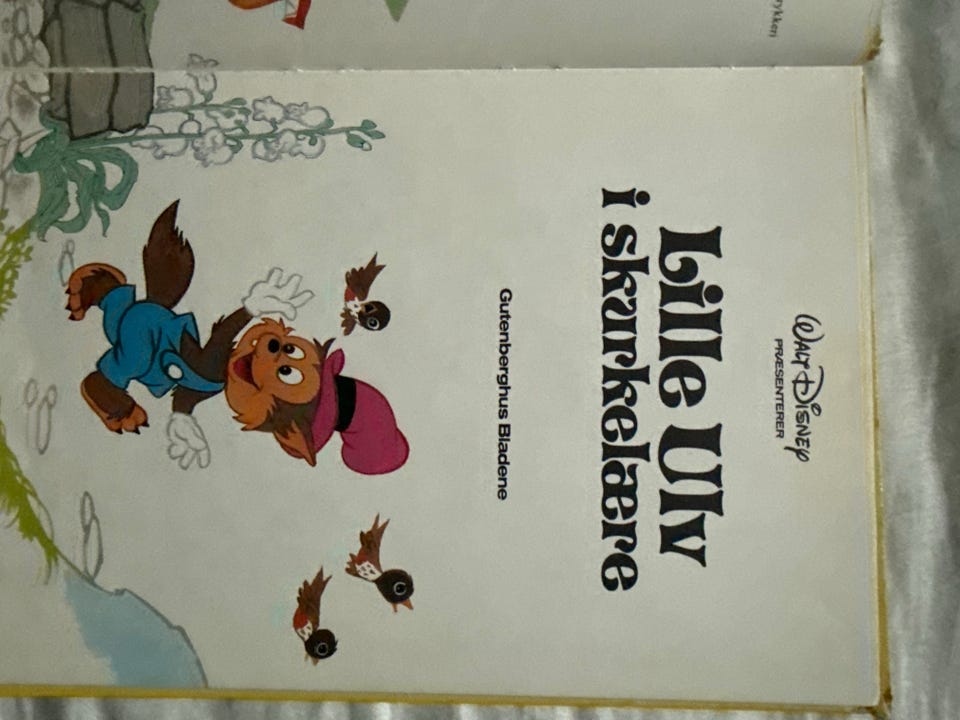 WALT DISNEY
PRÆSENTERER
Lille Ulv
i skurkelære
Gutenberghus Bladene